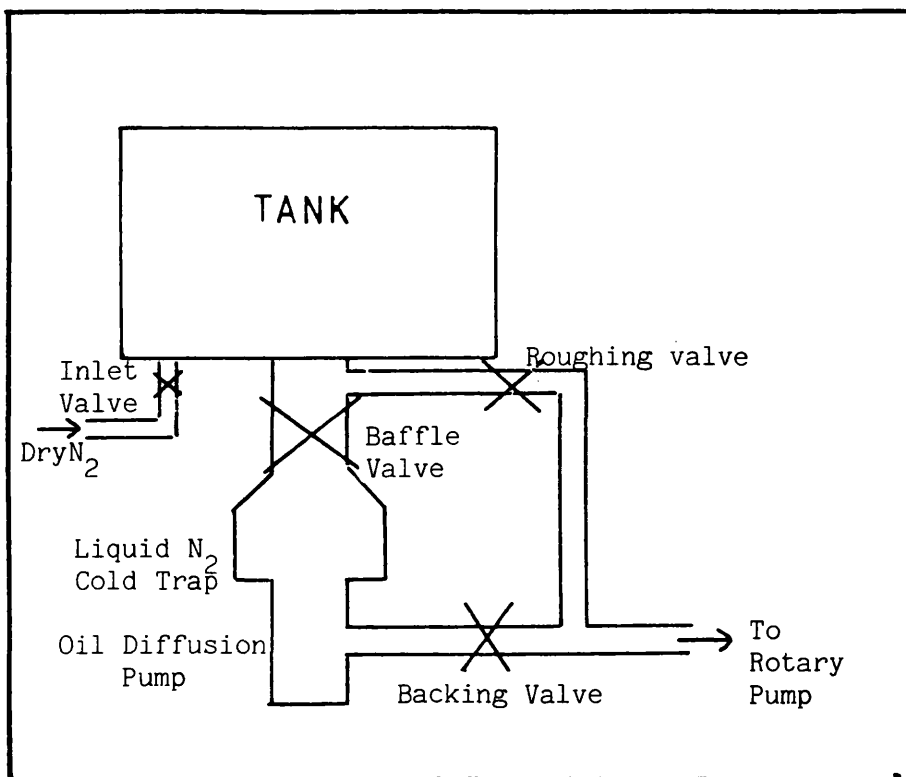 TANK
Roughing valve
Inlet
Valve
DryN2
Baffle
Valve
Liquid N2
Cold Trap
Oil Diffusion
Pump
To
Rotary
Pump
Backing Valve